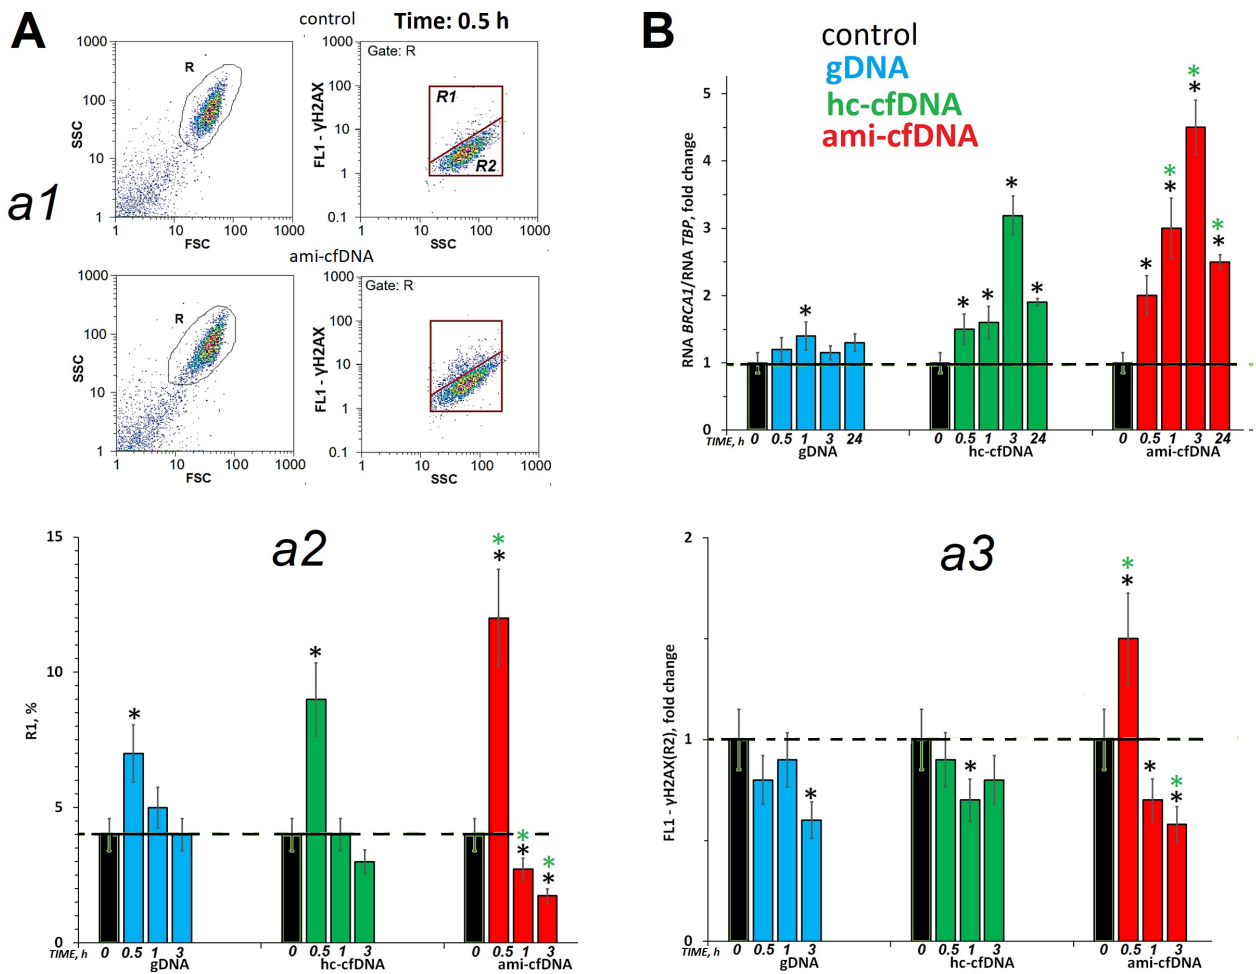 A
control
Time: 0.5 h
a1
1000
100
10
1
SSC
R
1
10
100
1000
FSC
1000
100
10
1
0.1
FL1 - γH2AX
Gate: R
R1
R2
1
10
100
1000
SSC
ami-cfDNA
1000
100
10
1
SSC
R
1
10
100
1000
FSC
1000
100
10
1
0.1
FL1 - γH2AX
Gate: R
1
10
100
1000
SSC
B
control
gDNA
hc-cfDNA
ami-cfDNA
RNA BRCA1/RNA TBP, fold change
5
4
3
2
1
0
* * * * * * * * * * * *
TIME, h 0 0.5 1 3 24 0 0.5 1 3 24 0 0.5 1 3 24
gDNA hc-cfDNA ami-cfDNA
a2
R1, %
15
10
5
0
* * * * * * * *
TIME, h 0 0.5 1 3 0 0.5 1 3 0 0.5 1 3
gDNA hc-cfDNA ami-cfDNA
a3
FL1 - γH2AX(R2), fold change
2
1
0
* * * * * * *
TIME, h 0 0.5 1 3 0 0.5 1 3 0 0.5 1 3
gDNA hc-cfDNA ami-cfDNA